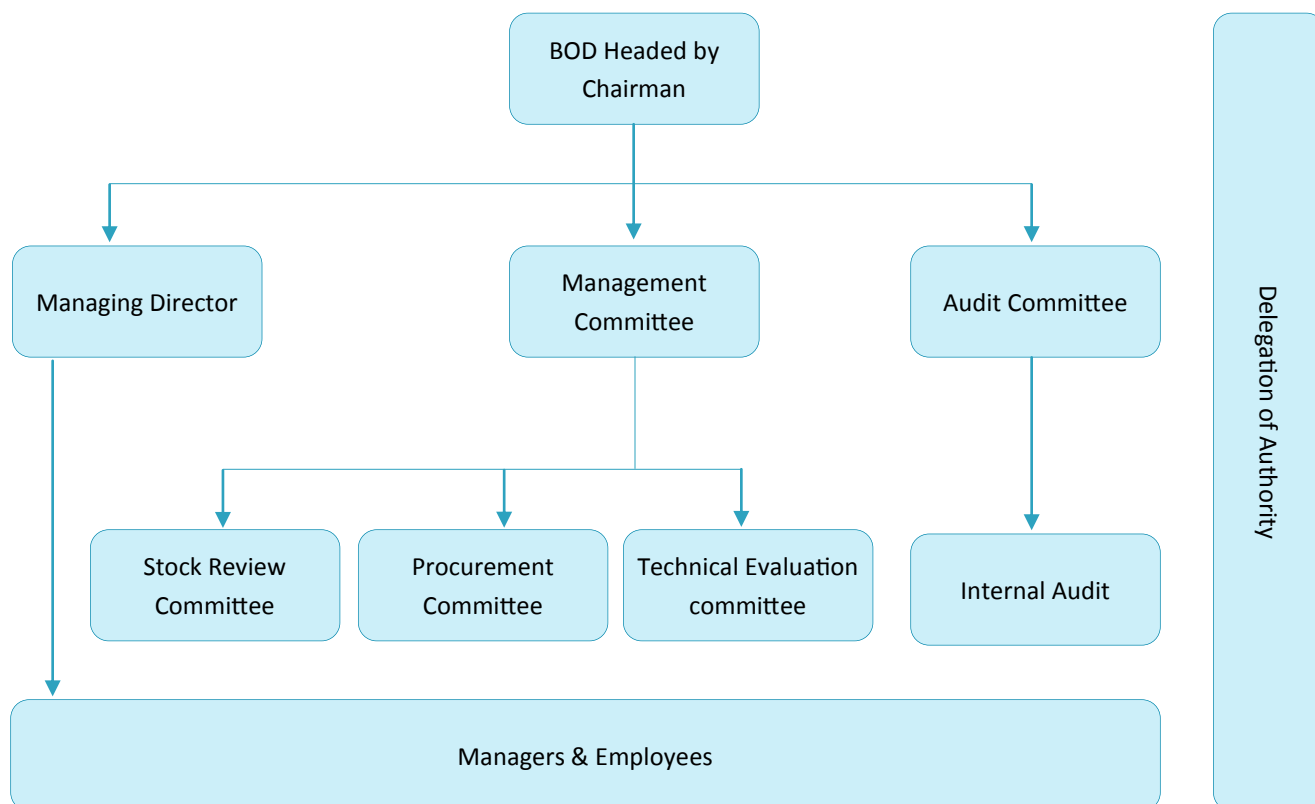 BOD Headed by
Chairman
Managing Director
Management
Committee
Audit Committee
Stock Review
Committee
Procurement
Committee
Technical Evaluation
committee
Internal Audit
Managers & Employees
Delegation of Authority